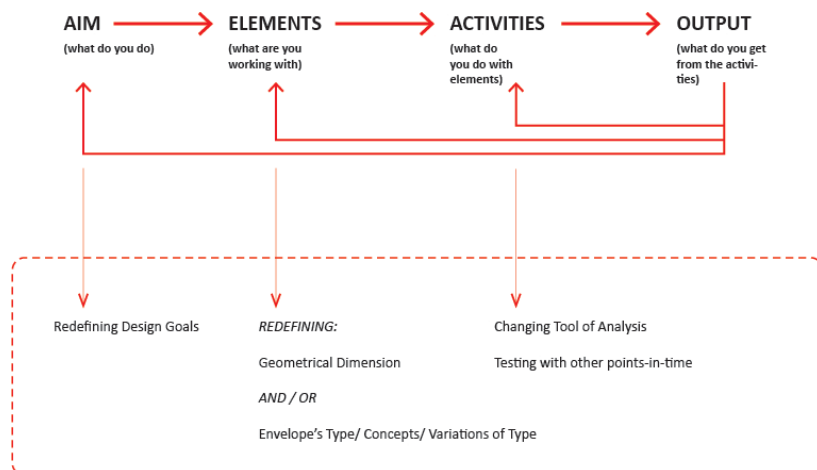 AIM
(what do you do)
ELEMENTS
(what are you
working with)
ACTIVITIES
(what do
you do with
elements)
OUTPUT
(what do you get
from the activi-
ties)
Redefining Design Goals
REDEFINING:
Geometrical Dimension
AND / OR
Envelope's Type/ Concepts/ Variations of Type
Changing Tool of Analysis
Testing with other points-in-time